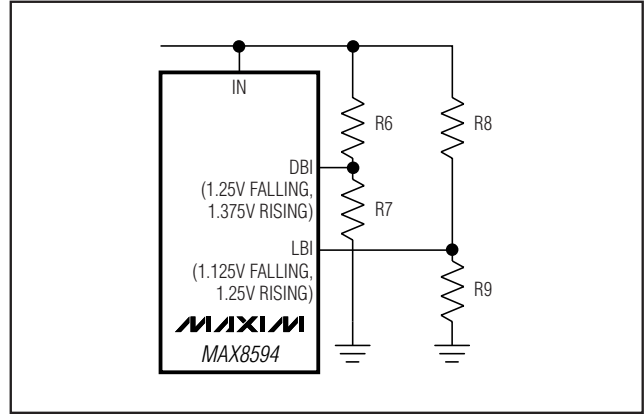 IN
R6
R8
DBI
(1.25V FALLING,
1.375V RISING)
R7
LBI
(1.125V FALLING,
1.25V RISING)
R9
MAXIM
MAX8594